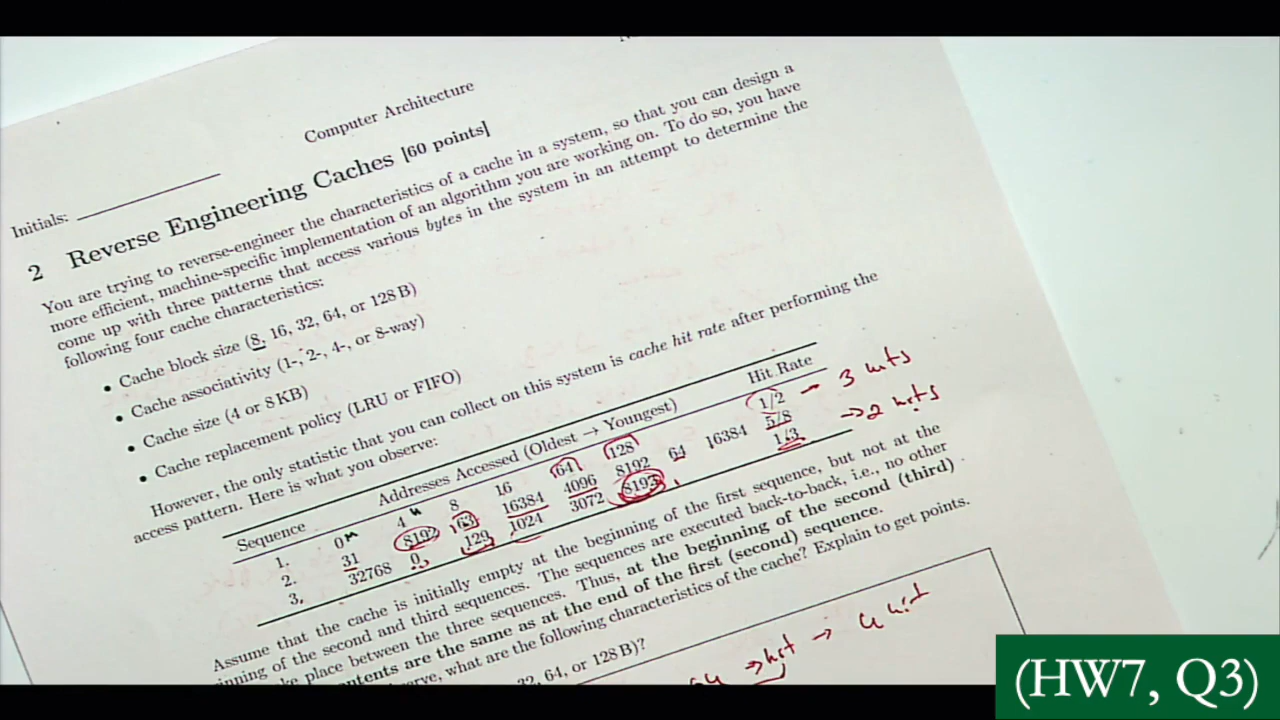 Computer Architecture
Initials:
2 Reverse Engineering Caches [60 points]
You are trying to reverse-engineer the characteristics of a cache in a system, so that you can design a
more efficient, machine-specific implementation of an algorithm you are working on. To do so, you have
come up with three patterns that access various bytes in the system in an attempt to determine the
following four cache characteristics:
• Cache block size (8, 16, 32, 64, or 128 B)
• Cache associativity (1-, 2-, 4-, or 8-way)
• Cache size (4 or 8 KB)
• Cache replacement policy (LRU or FIFO)
However, the only statistic that you can collect on this system is cache hit rate after performing the
access pattern. Here is what you observe:
Sequence Addresses Accessed (Oldest → Youngest) Hit Rate
1. 0 4 8 16 64 128 1/2 3 hits
2. 31 8192 63 16384 4096 8192 64 16384 5/8 → 2 hits
3. 32768 0 129 1024 3072 8192 1/3
Assume that the cache is initially empty at the beginning of the first sequence, but not at the
inning of the second and third sequences. The sequences are executed back-to-back, i.e., no other
ke place between the three sequences. Thus, at the beginning of the second (third)
ntents are the same as at the end of the first (second) sequence.
erve, what are the following characteristics of the cache? Explain to get points.
32, 64, or 128 B)?
64 → hit → 4 hit
(HW7, Q3)